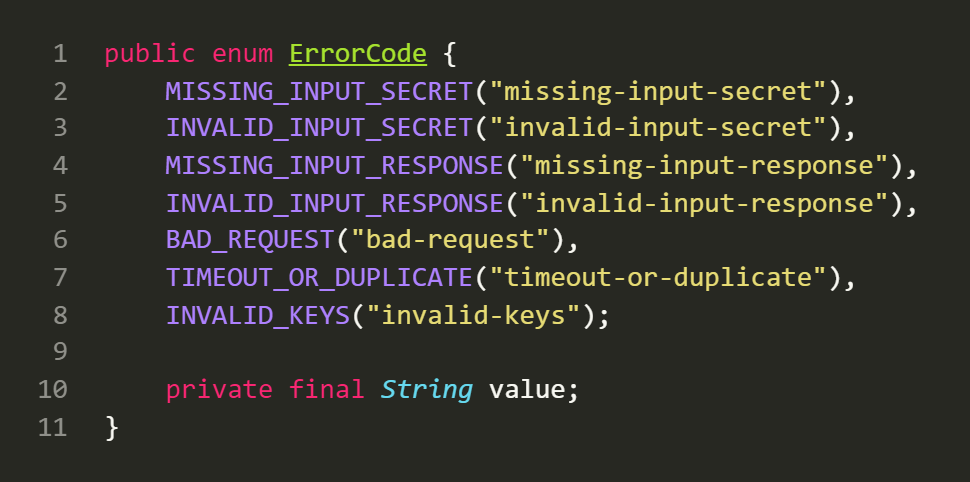 1 public enum ErrorCode {
2 MISSING_INPUT_SECRET("missing-input-secret"),
3 INVALID_INPUT_SECRET("invalid-input-secret"),
4 MISSING_INPUT_RESPONSE("missing-input-response"),
5 INVALID_INPUT_RESPONSE("invalid-input-response"),
6 BAD_REQUEST("bad-request"),
7 TIMEOUT_OR_DUPLICATE("timeout-or-duplicate"),
8 INVALID_KEYS("invalid-keys");
9
10 private final String value;
11 }